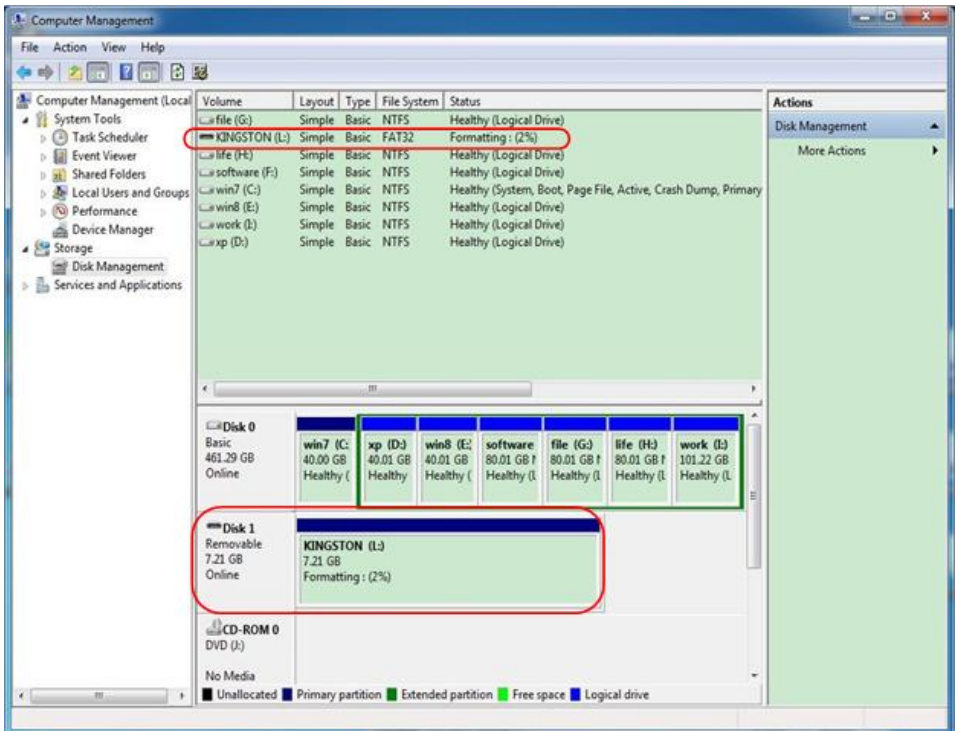 Computer Management
File Action View Help
Computer Management (Local
System Tools
Task Scheduler
Event Viewer
Shared Folders
Local Users and Groups
Performance
Device Manager
Storage
Disk Management
Services and Applications
Volume Layout Type File System Status
file (G:) Simple Basic NTFS Healthy (Logical Drive)
KINGSTON (L:) Simple Basic FAT32 Formatting : (2%)
life (H:) Simple Basic NTFS Healthy (Logical Drive)
software (F:) Simple Basic NTFS Healthy (Logical Drive)
win7 (C:) Simple Basic NTFS Healthy (System, Boot, Page File, Active, Crash Dump, Primary
win8 (E:) Simple Basic NTFS Healthy (Logical Drive)
work (I:) Simple Basic NTFS Healthy (Logical Drive)
xp (D:) Simple Basic NTFS Healthy (Logical Drive)
Actions
Disk Management
More Actions
Disk 0
Basic
461.29 GB
Online
win7 (C:
40.00 GB
Healthy (
xp (D:)
40.01 GB
Healthy
win8 (E:
40.01 GB
Healthy (
software
80.01 GB
Healthy (L
file (G:)
80.01 GB
Healthy (L
life (H:)
80.01 GB
Healthy (L
work (I:)
101.22 GB
Healthy (L
Disk 1
Removable
7.21 GB
Online
KINGSTON (L:)
7.21 GB
Formatting : (2%)
CD-ROM 0
DVD (J:)
No Media
Unallocated Primary partition Extended partition Free space Logical drive